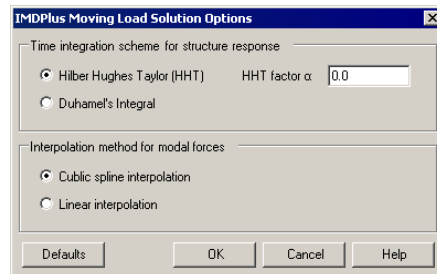 IMDPlus Moving Load Solution Options
Time integration scheme for structure response
Hilber Hughes Taylor (HHT) HHT factor α 0.0
Duhamel's Integral
Interpolation method for modal forces
Cublic spline interpolation
Linear interpolation
Defaults OK Cancel Help